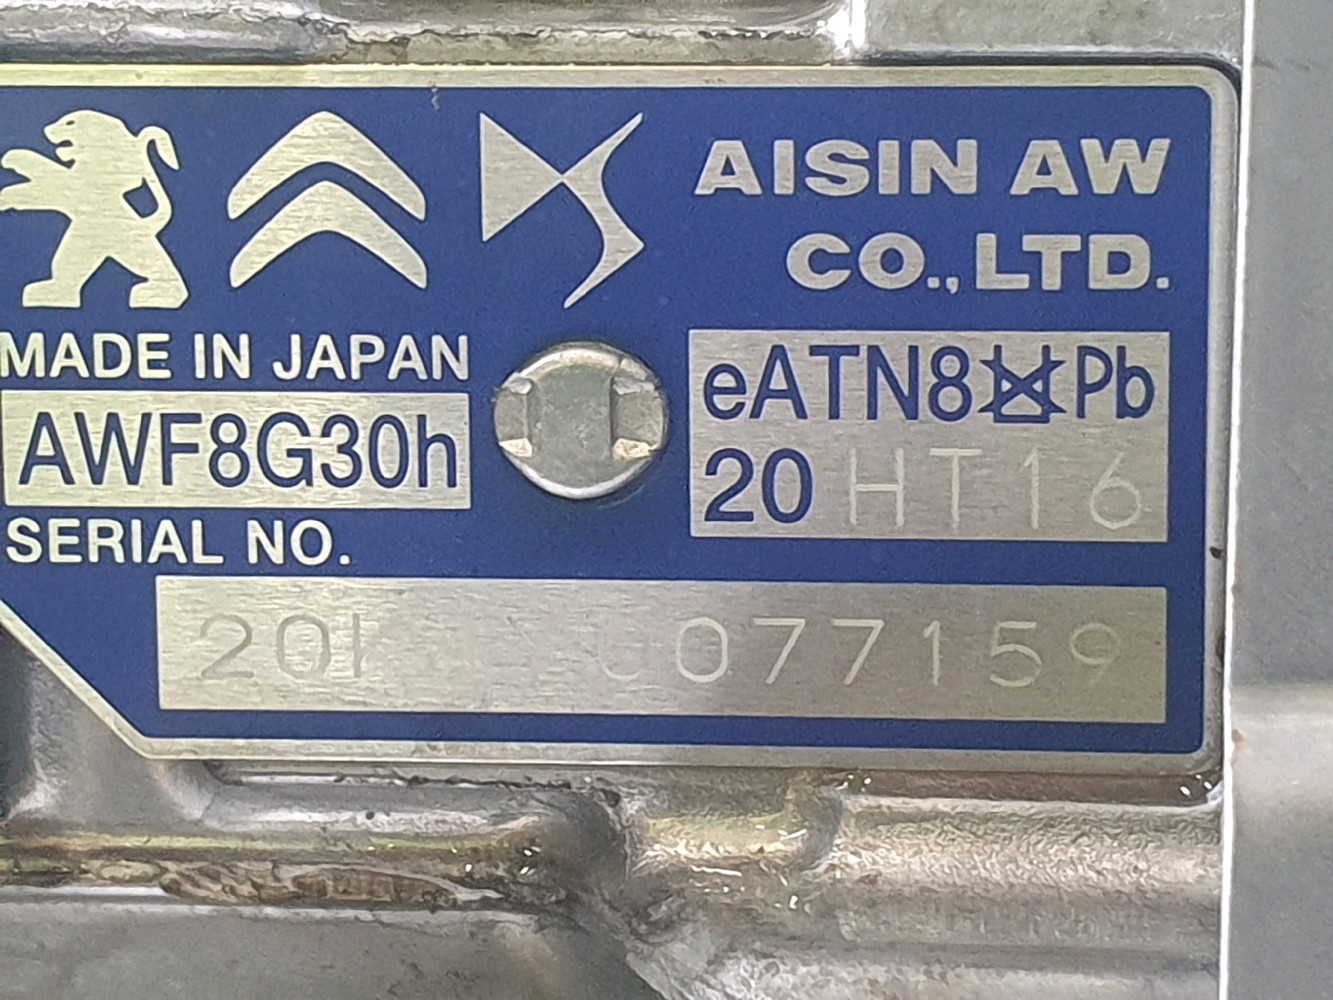 AISIN AW
CO., LTD.
MADE IN JAPAN
AWF8G30h
eATN8 Pb
20 HT16
SERIAL NO.
077159